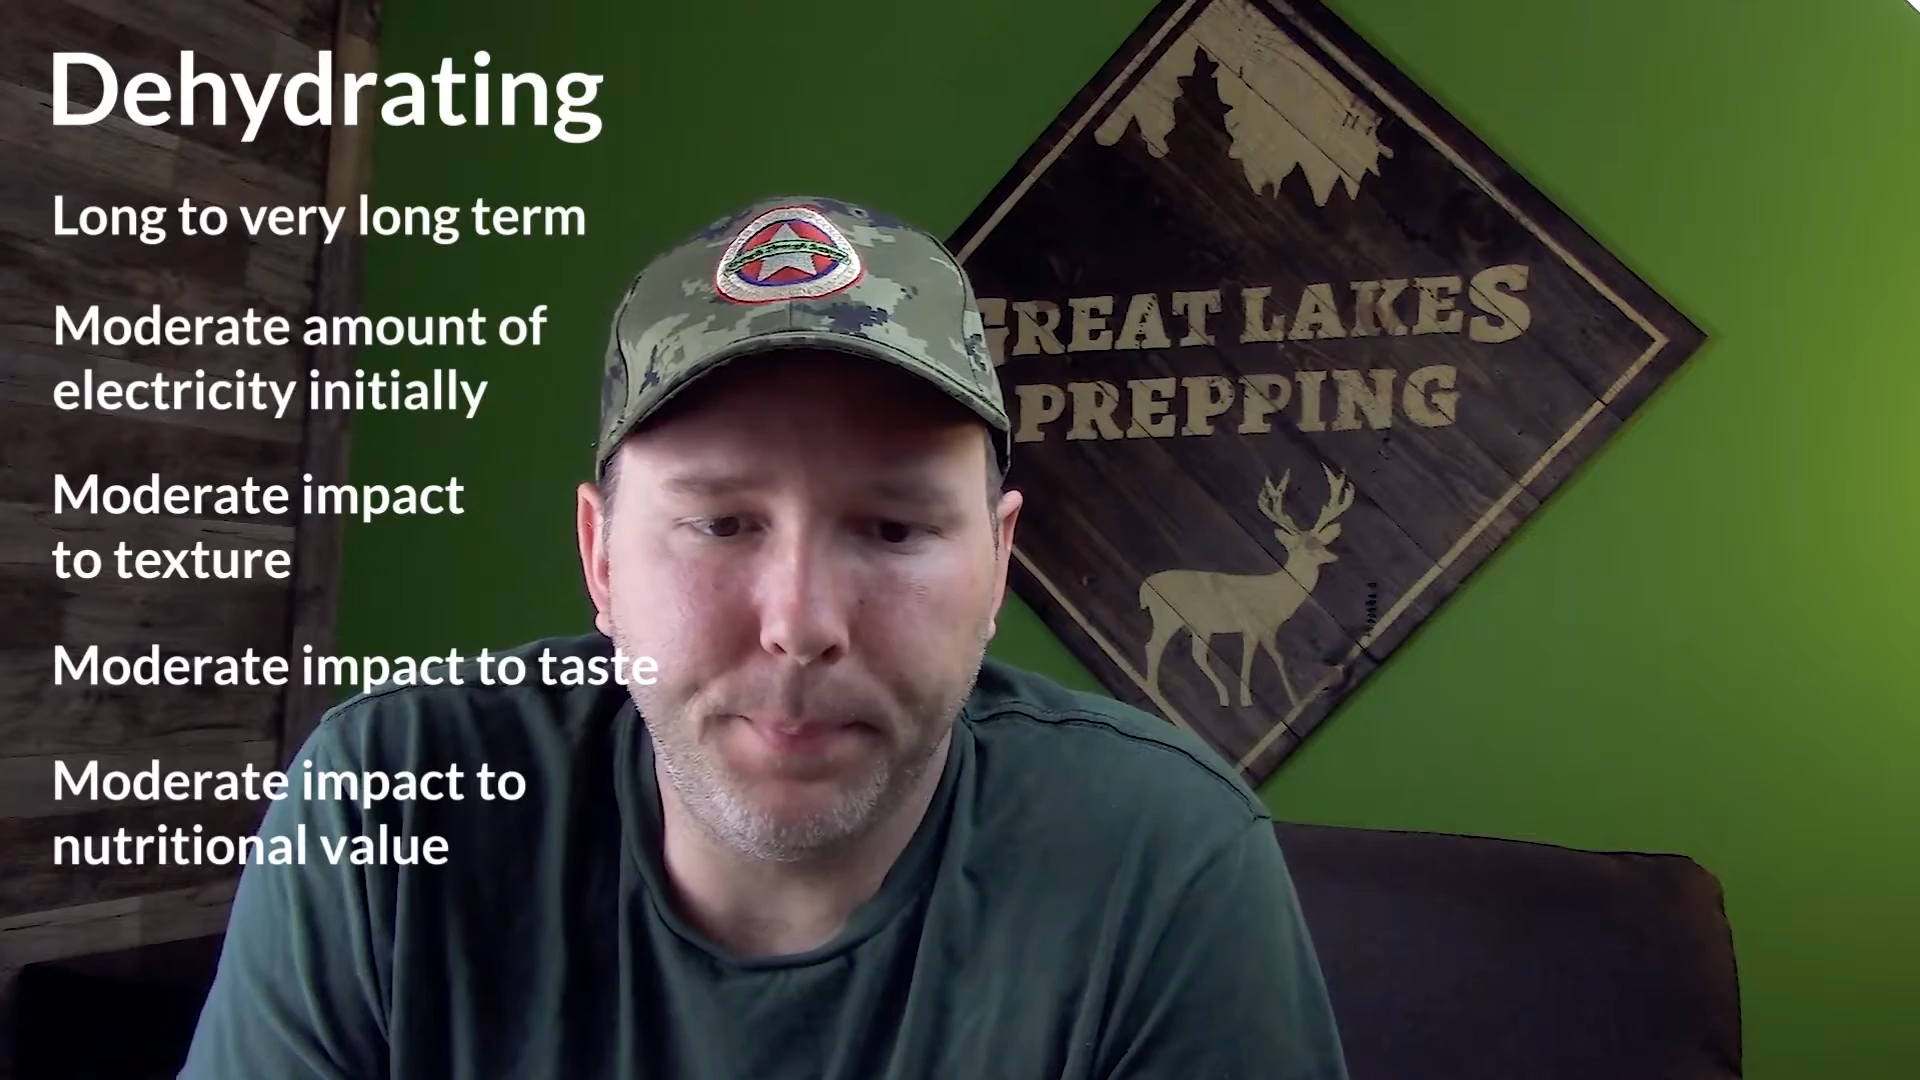 Dehydrating
Long to very long term
Moderate amount of
electricity initially
Moderate impact
to texture
Moderate impact to taste
Moderate impact to
nutritional value
GREAT LAKES
PREPPING